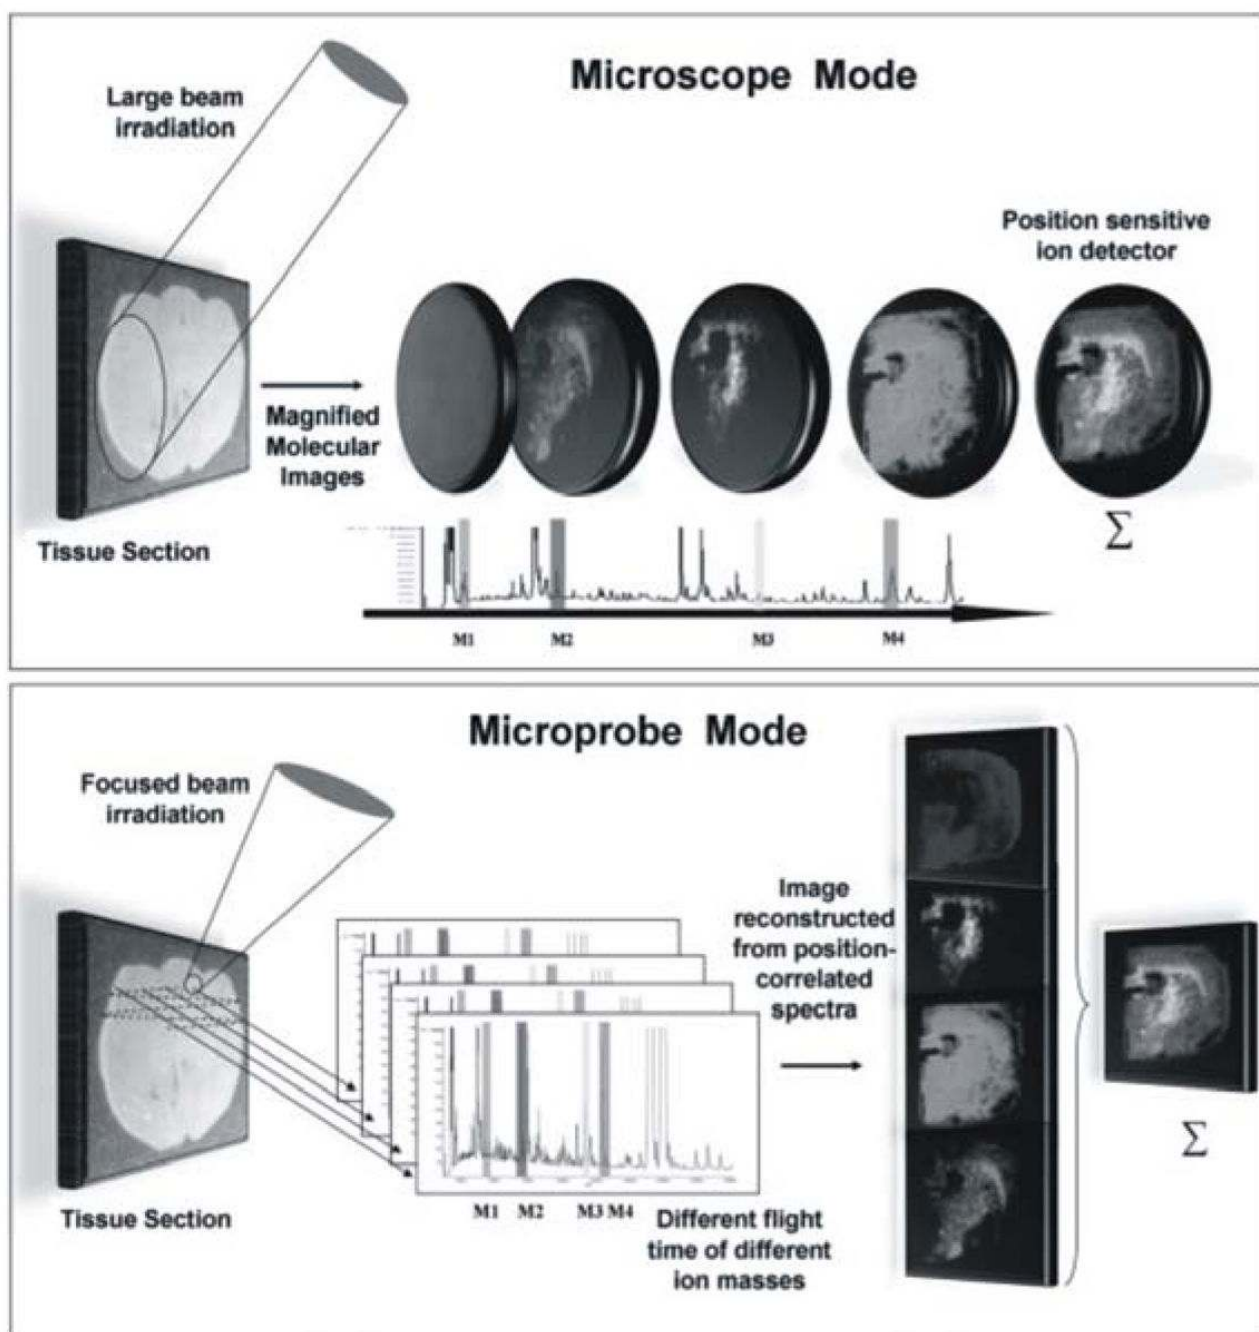 Microscope Mode
Large beam
irradiation
Position sensitive
ion detector
Magnified
Molecular
Images
Tissue Section
Σ
M1 M2 M3 M4
Microprobe Mode
Focused beam
irradiation
Image
reconstructed
from position-
correlated
spectra
Tissue Section
M1 M2 M3 M4
Different flight
time of different
ion masses
Σ